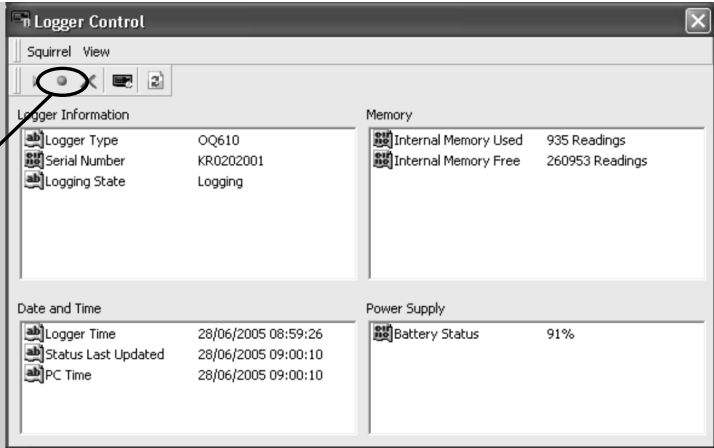 Logger Control
Squirrel View
Logger Information
Logger Type OQ610
Serial Number KR0202001
Logging State Logging
Memory
Internal Memory Used 935 Readings
Internal Memory Free 260953 Readings
Date and Time
Logger Time 28/06/2005 08:59:26
Status Last Updated 28/06/2005 09:00:10
PC Time 28/06/2005 09:00:10
Power Supply
Battery Status 91%